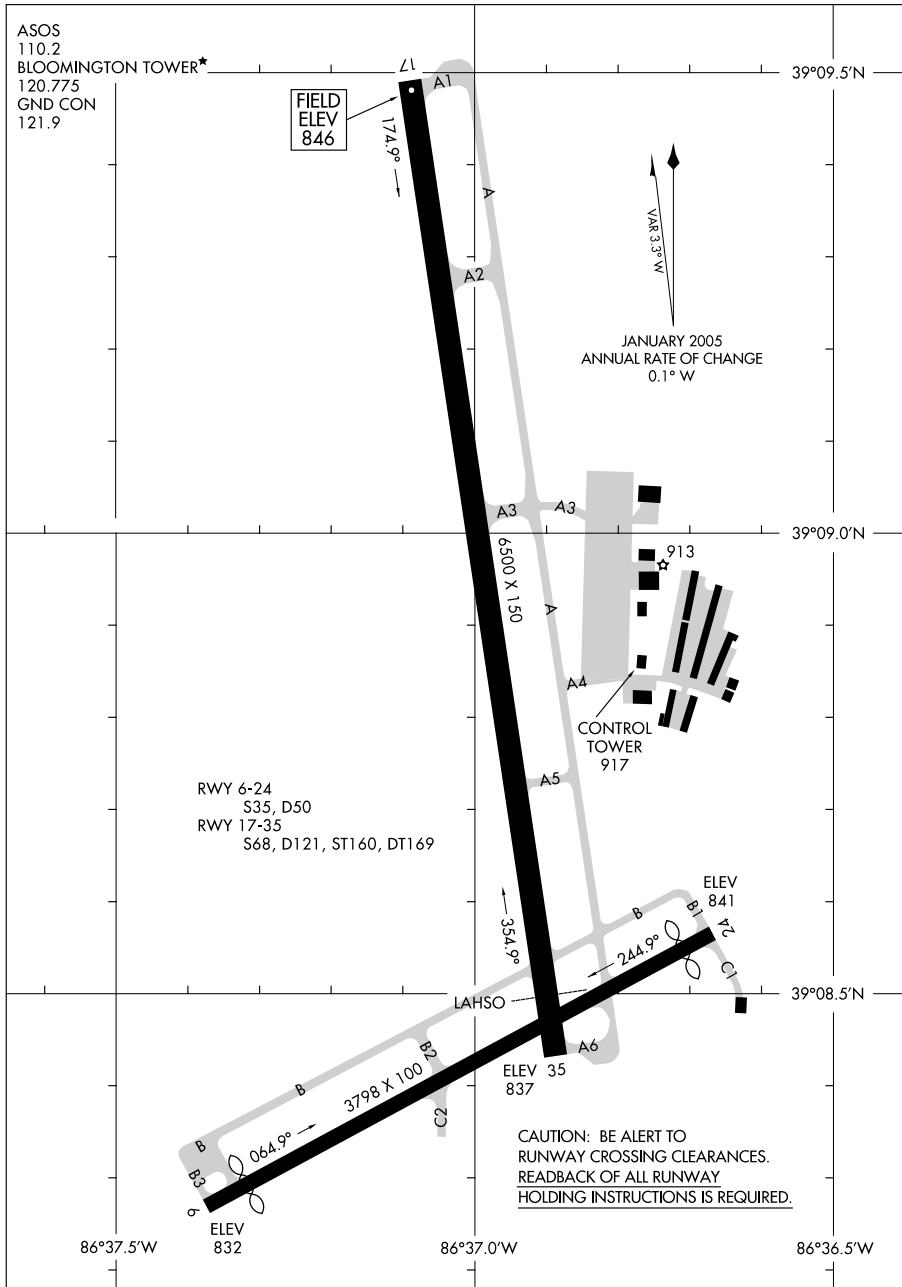 ASOS
110.2
BLOOMINGTON TOWER★
120.775
GND CON
121.9
17
A1
39°09.5'N
FIELD
ELEV
846
174.9°
A
VAR 3.3° W
A2
JANUARY 2005
ANNUAL RATE OF CHANGE
0.1° W
A3
A3
39°09.0'N
913
6500 X 150
A
A4
CONTROL
TOWER
917
A5
RWY 6-24
S35, D50
RWY 17-35
S68, D121, ST160, DT169
ELEV
841
B
B1
24
354.9°
244.9°
C1
LAHSO
39°08.5'N
B2
A6
ELEV
837
35
B
3798 X 100
C2
B
064.9°
B3
6
ELEV
832
CAUTION: BE ALERT TO
RUNWAY CROSSING CLEARANCES.
READBACK OF ALL RUNWAY
HOLDING INSTRUCTIONS IS REQUIRED.
86°37.5'W
86°37.0'W
86°36.5'W